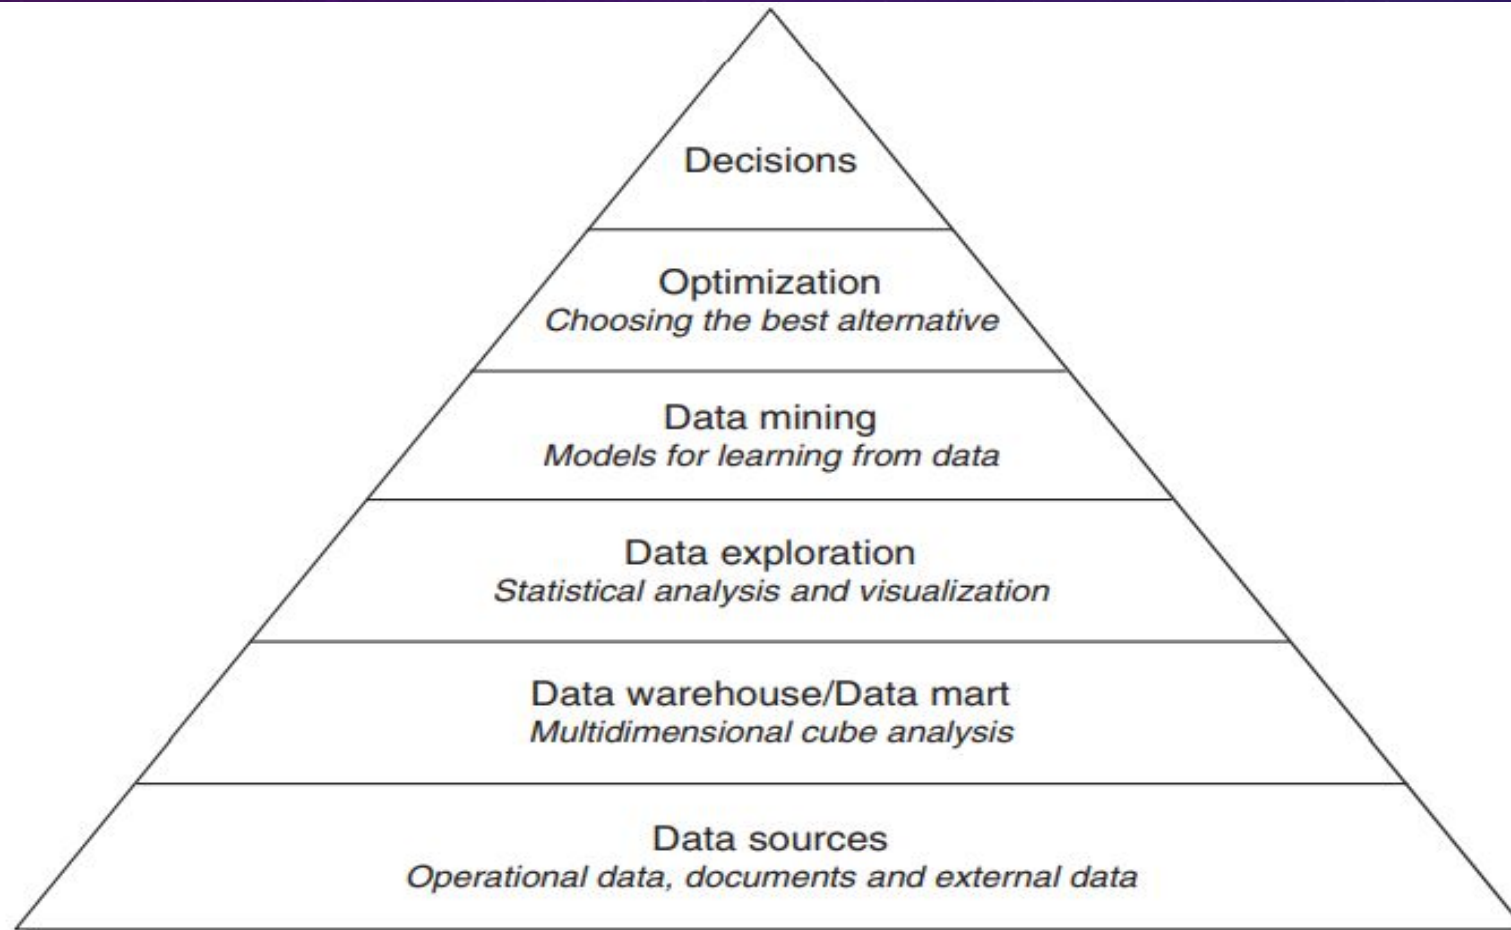 Decisions
Optimization
Choosing the best alternative
Data mining
Models for learning from data
Data exploration
Statistical analysis and visualization
Data warehouse/Data mart
Multidimensional cube analysis
Data sources
Operational data, documents and external data